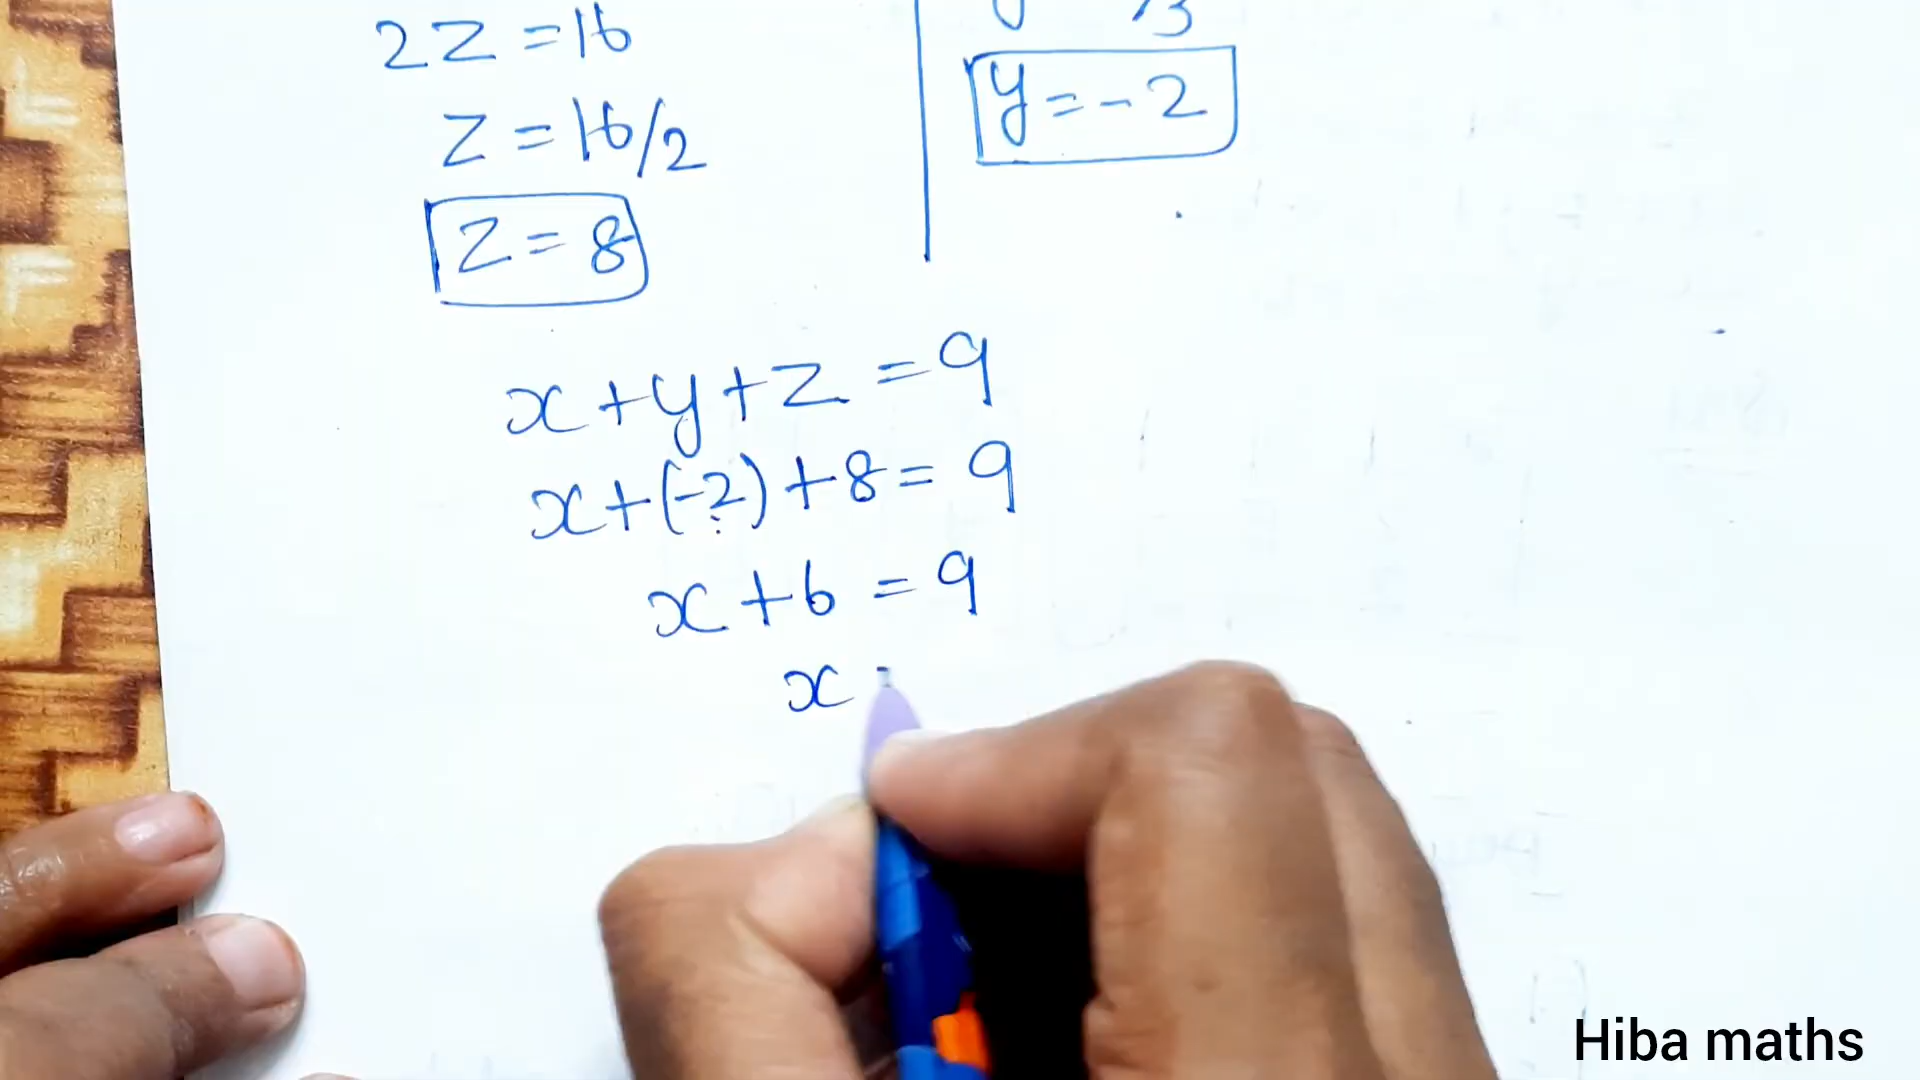 2z = 16
z = 16/2
z = 8
y = -2
x + y + z = 9
x + (-2) + 8 = 9
x + 6 = 9
x
Hiba maths